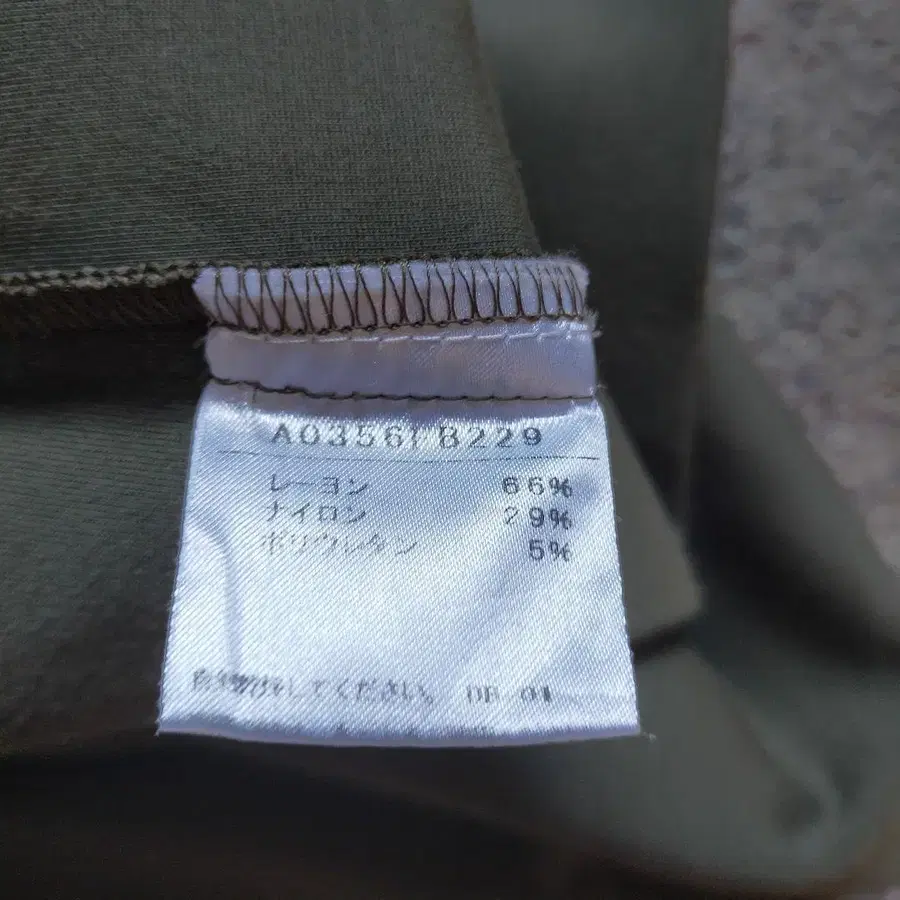 A0356FB229
レーヨン 66%
ナイロン 29%
ポリウレタン 5%
してください。